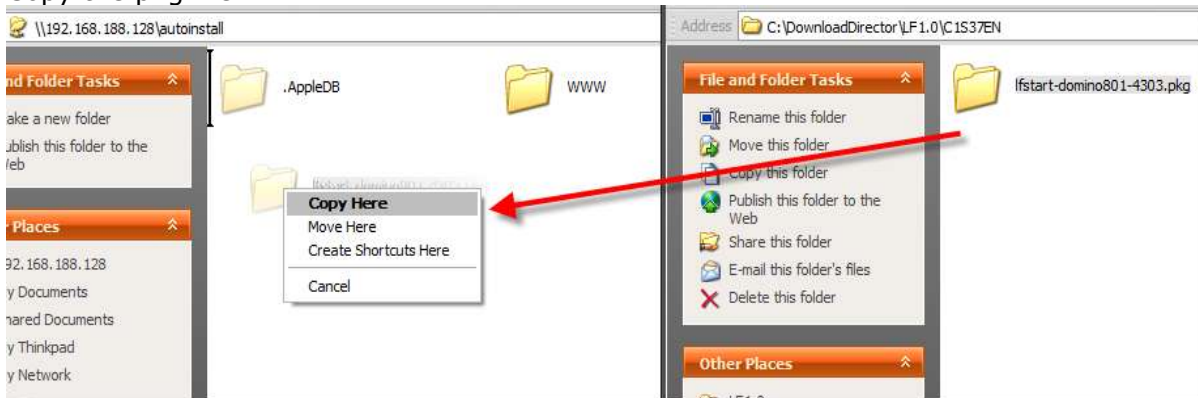 \\192.168.188.128\autoinstall
nd Folder Tasks
ake a new folder
ublish this folder to the
Veb
Places
92.168.188.128
y Documents
hared Documents
y Thinkpad
y Network
.AppleDB
WWW
Copy Here
Move Here
Create Shortcuts Here
Cancel
Address C:\DownloadDirector\LF1.0\C1S37EN
File and Folder Tasks
Rename this folder
Move this folder
Copy this folder
Publish this folder to the
Web
Share this folder
E-mail this folder's files
Delete this folder
Other Places
lfstart-domino801-4303.pkg